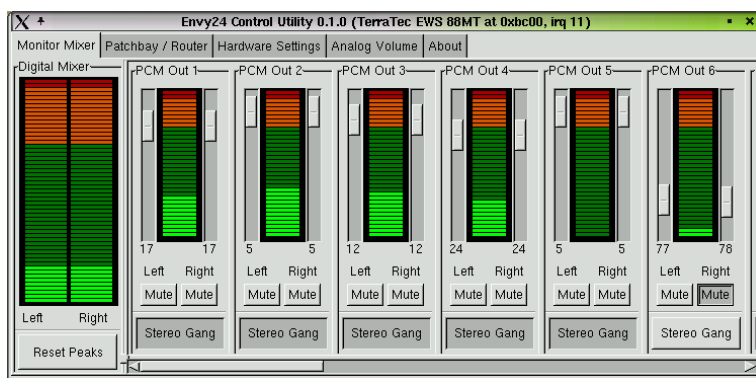 Envy24 Control Utility 0.1.0 (TerraTec EWS 88MT at 0xbc00, irq 11)
Monitor Mixer Patchbay / Router Hardware Settings Analog Volume About
Digital Mixer PCM Out 1 PCM Out 2 PCM Out 3 PCM Out 4 PCM Out 5 PCM Out 6
17 17 5 5 12 12 24 24 5 5 77 78
Left Right Left Right Left Right Left Right Left Right Left Right
Mute Mute Mute Mute Mute Mute Mute Mute Mute Mute Mute Mute
Left Right
Stereo Gang Stereo Gang Stereo Gang Stereo Gang Stereo Gang Stereo Gang
Reset Peaks